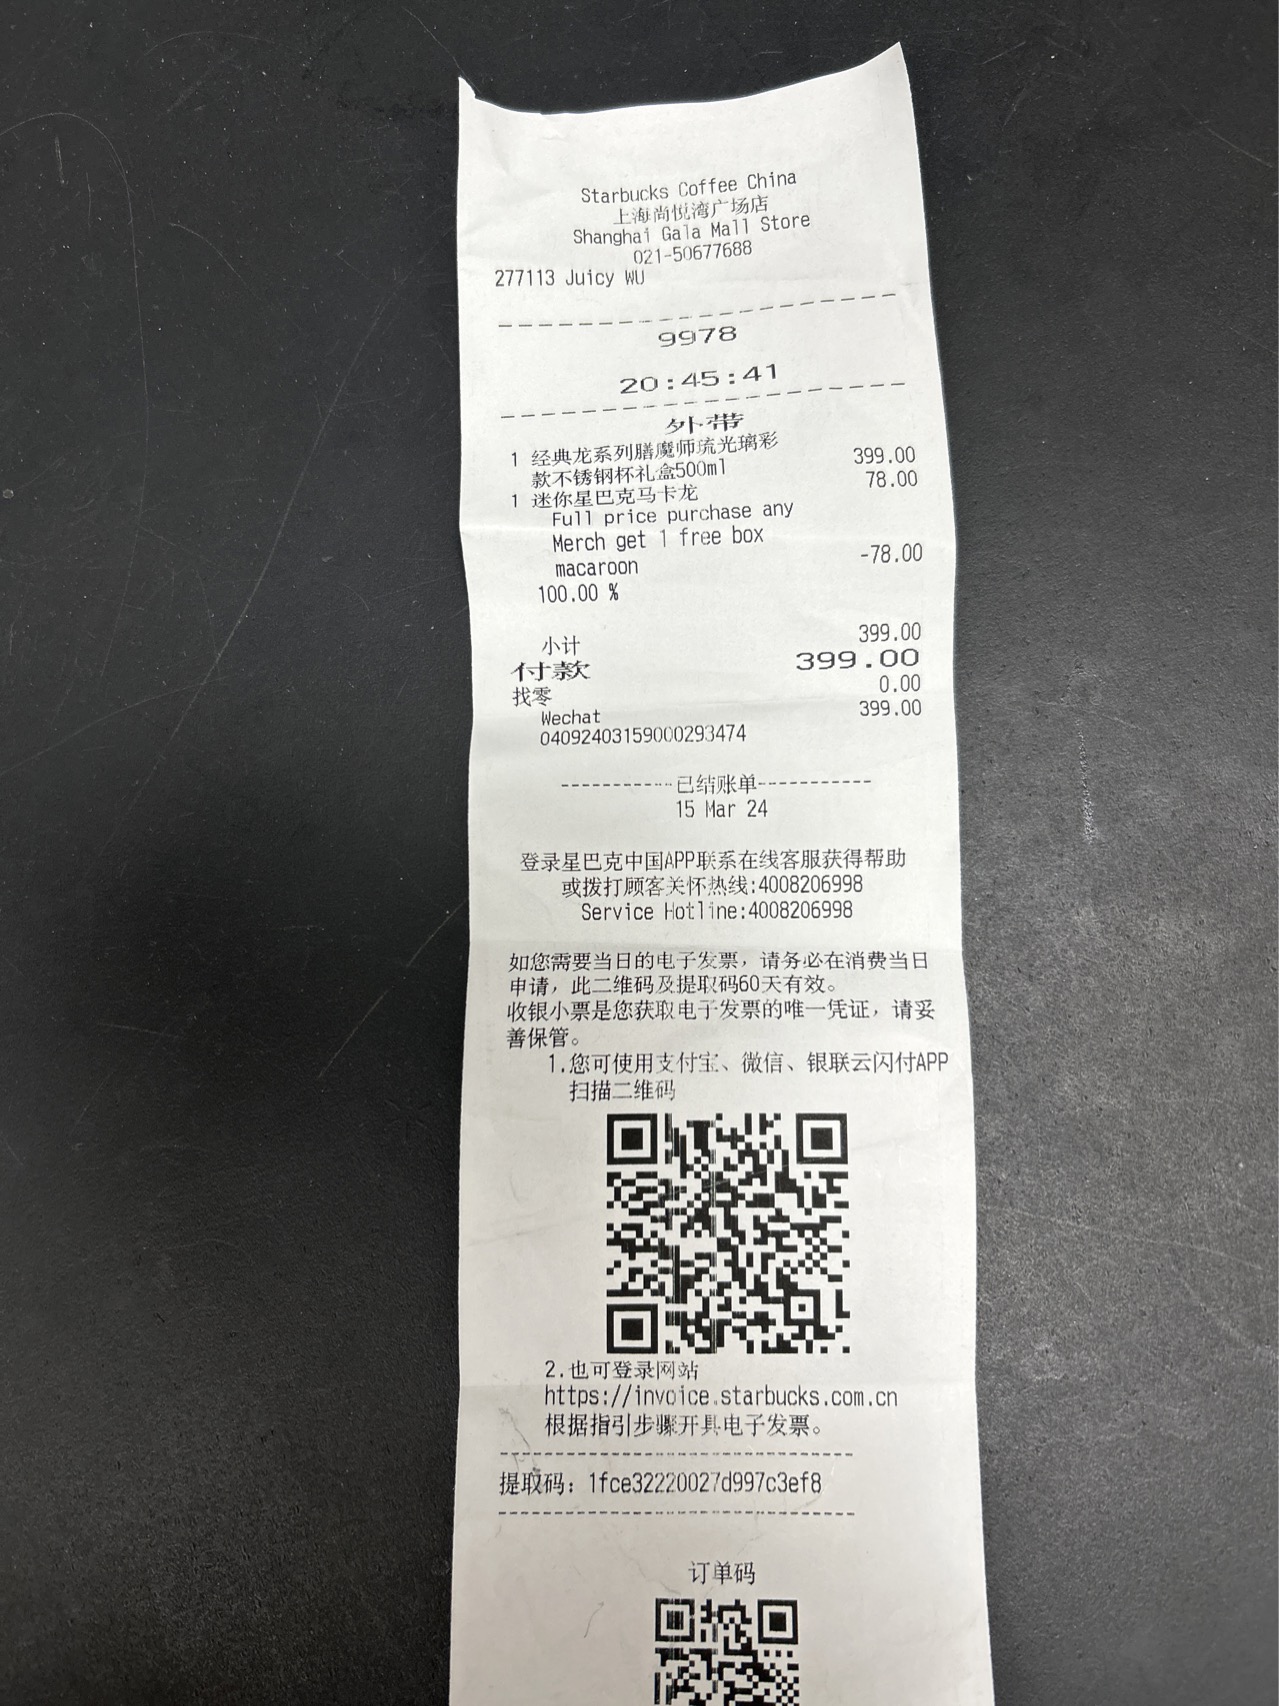 Starbucks Coffee China
上海尚悦湾广场店
Shanghai Gala Mall Store
021-50677688
277113 Juicy WU
9978
20:45:41
外带
1 经典龙系列膳魔师琉光璃彩 399.00
款不锈钢杯礼盒500ml
1 迷你星巴克马卡龙 78.00
Full price purchase any
Merch get 1 free box
macaroon -78.00
100.00 %
小计 399.00
付款 399.00
找零 0.00
Wechat 399.00
04092403159000293474
------------已结账单-----------
15 Mar 24
登录星巴克中国APP联系在线客服获得帮助
或拨打顾客关怀热线:4008206998
Service Hotline:4008206998
如您需要当日的电子发票，请务必在消费当日
申请，此二维码及提取码60天有效。
收银小票是您获取电子发票的唯一凭证，请妥
善保管。
1.您可使用支付宝、微信、银联云闪付APP
扫描二维码
2.也可登录网站
https://invoice.starbucks.com.cn
根据指引步骤开具电子发票。
提取码：1fce32220027d997c3ef8
订单码